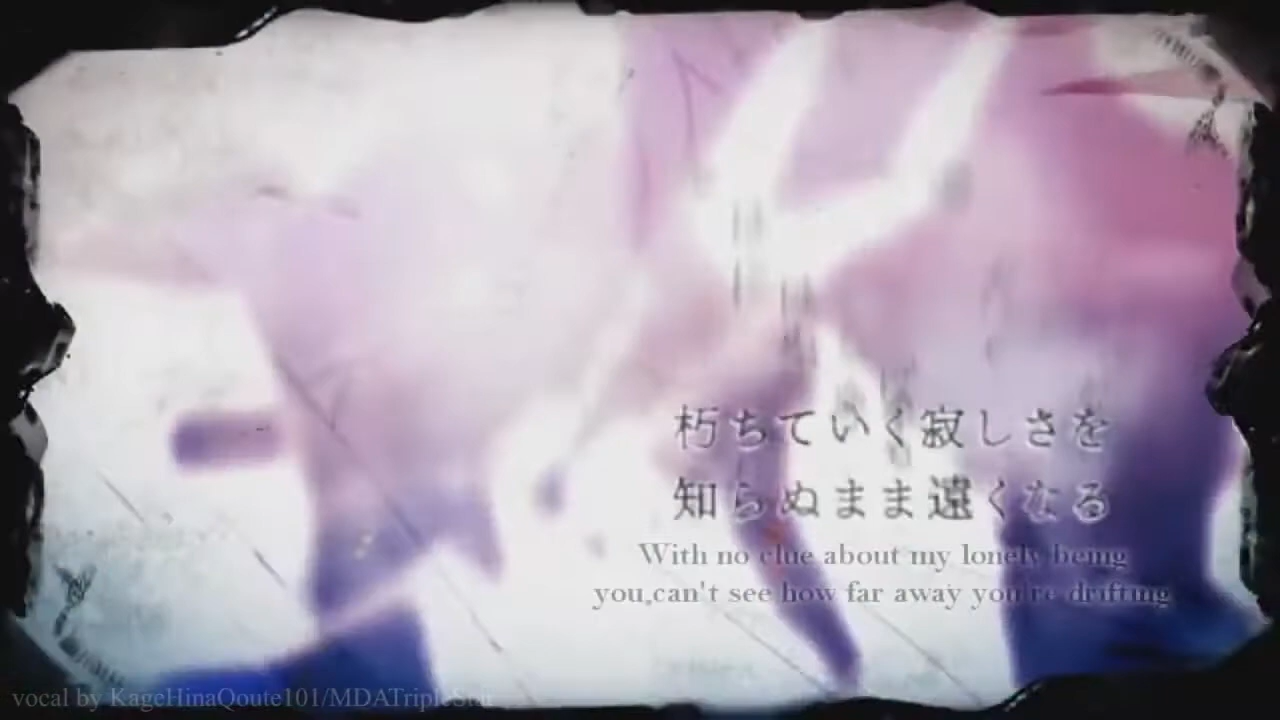 朽ちていく寂しさを
知らぬまま遠くなる
With no clue about my lonely being
you,can't see how far away you're drifting
vocal by KageHinaQoute101/MDATripleStar